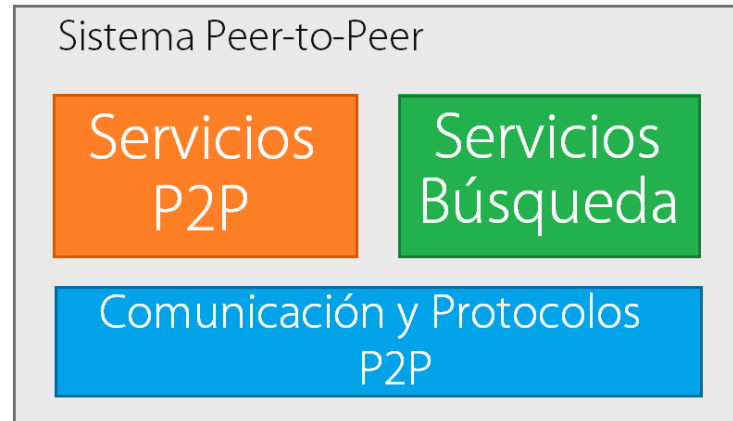 Sistema Peer-to-Peer
Servicios
P2P
Servicios
Búsqueda
Comunicación y Protocolos
P2P